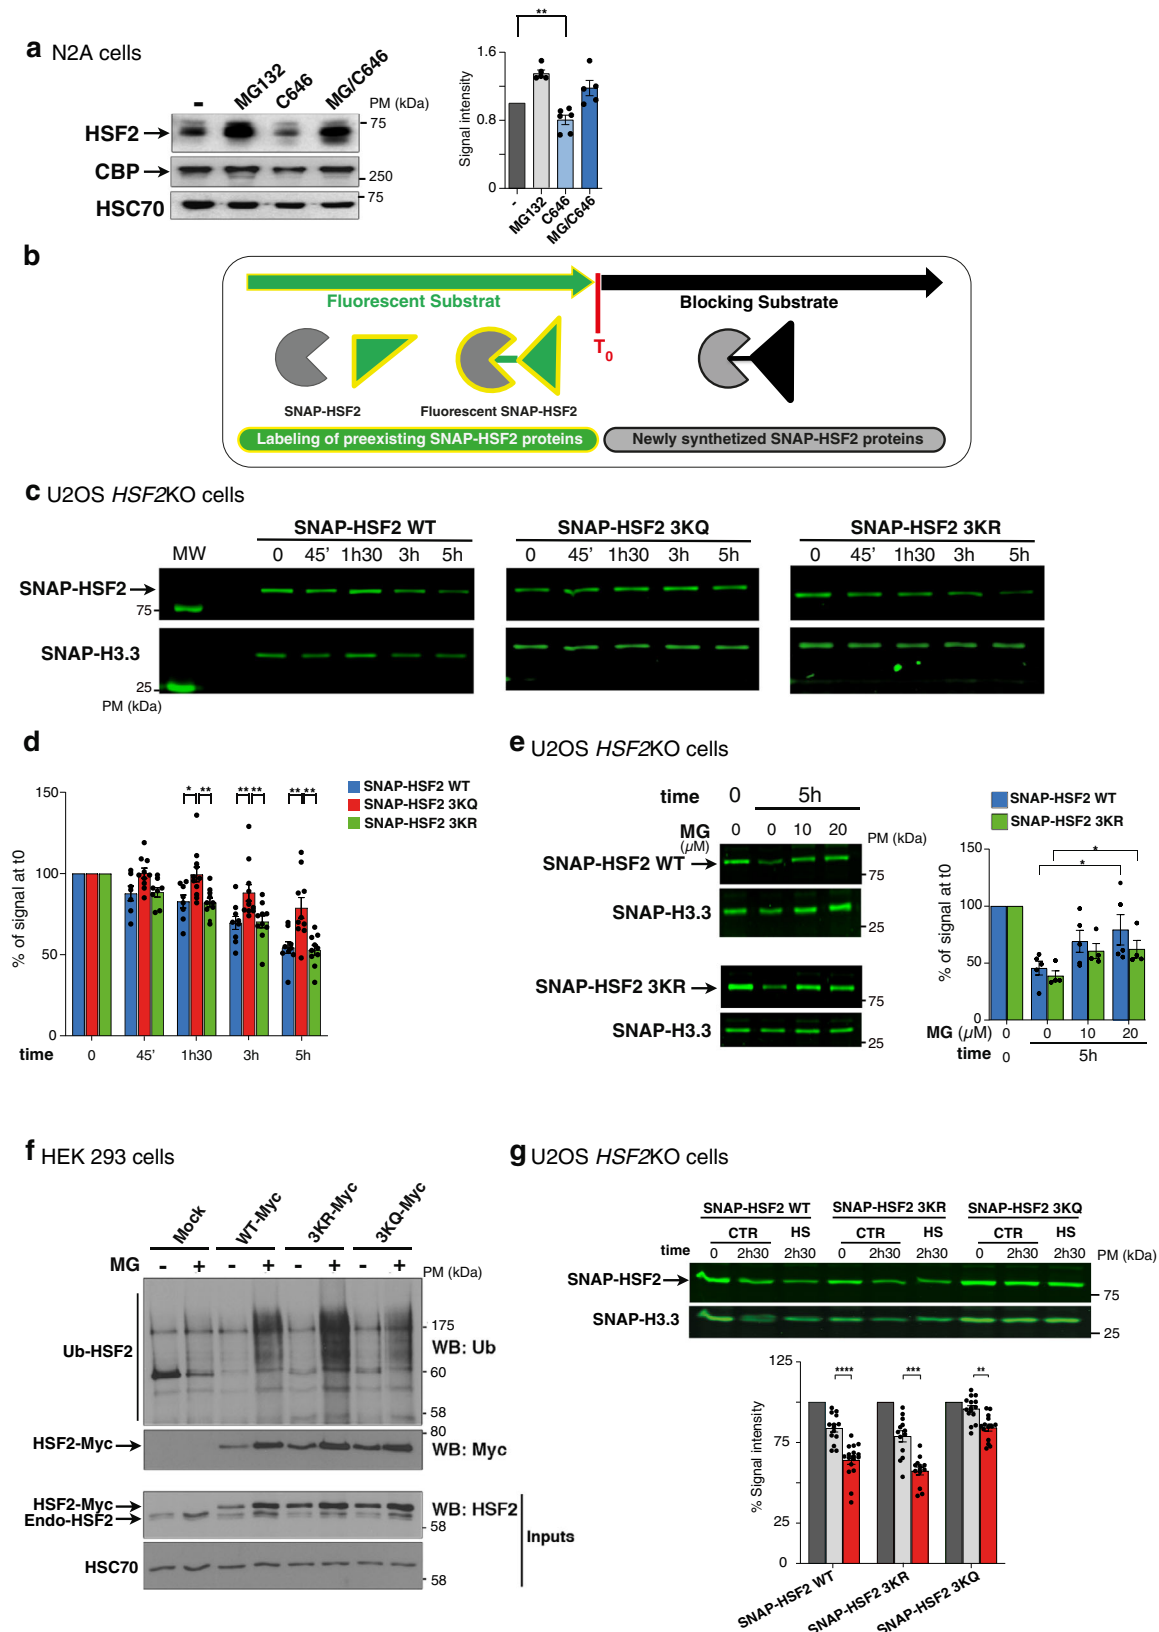 a N2A cells
- MG132 C646 MG/C646 PM (kDa)
HSF2 75
CBP 250
HSC70 75
**
Signal intensity
1.6
0.8
0
- MG132 C646 MG/C646
b
Fluorescent Substrat Blocking Substrate
T0
SNAP-HSF2 Fluorescent SNAP-HSF2
Labeling of preexisting SNAP-HSF2 proteins Newly synthetized SNAP-HSF2 proteins
c U2OS HSF2KO cells
SNAP-HSF2 WT SNAP-HSF2 3KQ SNAP-HSF2 3KR
MW 0 45' 1h30 3h 5h 0 45' 1h30 3h 5h 0 45' 1h30 3h 5h
SNAP-HSF2
75
SNAP-H3.3
25
PM (kDa)
d
SNAP-HSF2 WT
SNAP-HSF2 3KQ
SNAP-HSF2 3KR
* ** ** ** ** **
% of signal at t0
150
100
50
0
time 0 45' 1h30 3h 5h
e U2OS HSF2KO cells
time 0 5h
MG 0 0 10 20 PM (kDa)
(µM)
SNAP-HSF2 WT 75
SNAP-H3.3 25
SNAP-HSF2 3KR 75
SNAP-H3.3 25
SNAP-HSF2 WT
SNAP-HSF2 3KR
*
*
% of signal at t0
150
100
50
0
MG (µM) 0 0 10 20
time 0 5h
f HEK 293 cells
Mock WT-Myc 3KR-Myc 3KQ-Myc
MG - + - + - + - + PM (kDa)
Ub-HSF2
175
WB: Ub
60
58
80
HSF2-Myc WB: Myc
HSF2-Myc WB: HSF2
Endo-HSF2 58
Inputs
HSC70
58
g U2OS HSF2KO cells
SNAP-HSF2 WT SNAP-HSF2 3KR SNAP-HSF2 3KQ
CTR HS CTR HS CTR HS
time 0 2h30 2h30 0 2h30 2h30 0 2h30 2h30 PM (kDa)
SNAP-HSF2 75
SNAP-H3.3 25
% Signal intensity
125
75
25
0
**** *** **
SNAP-HSF2 WT SNAP-HSF2 3KR SNAP-HSF2 3KQ